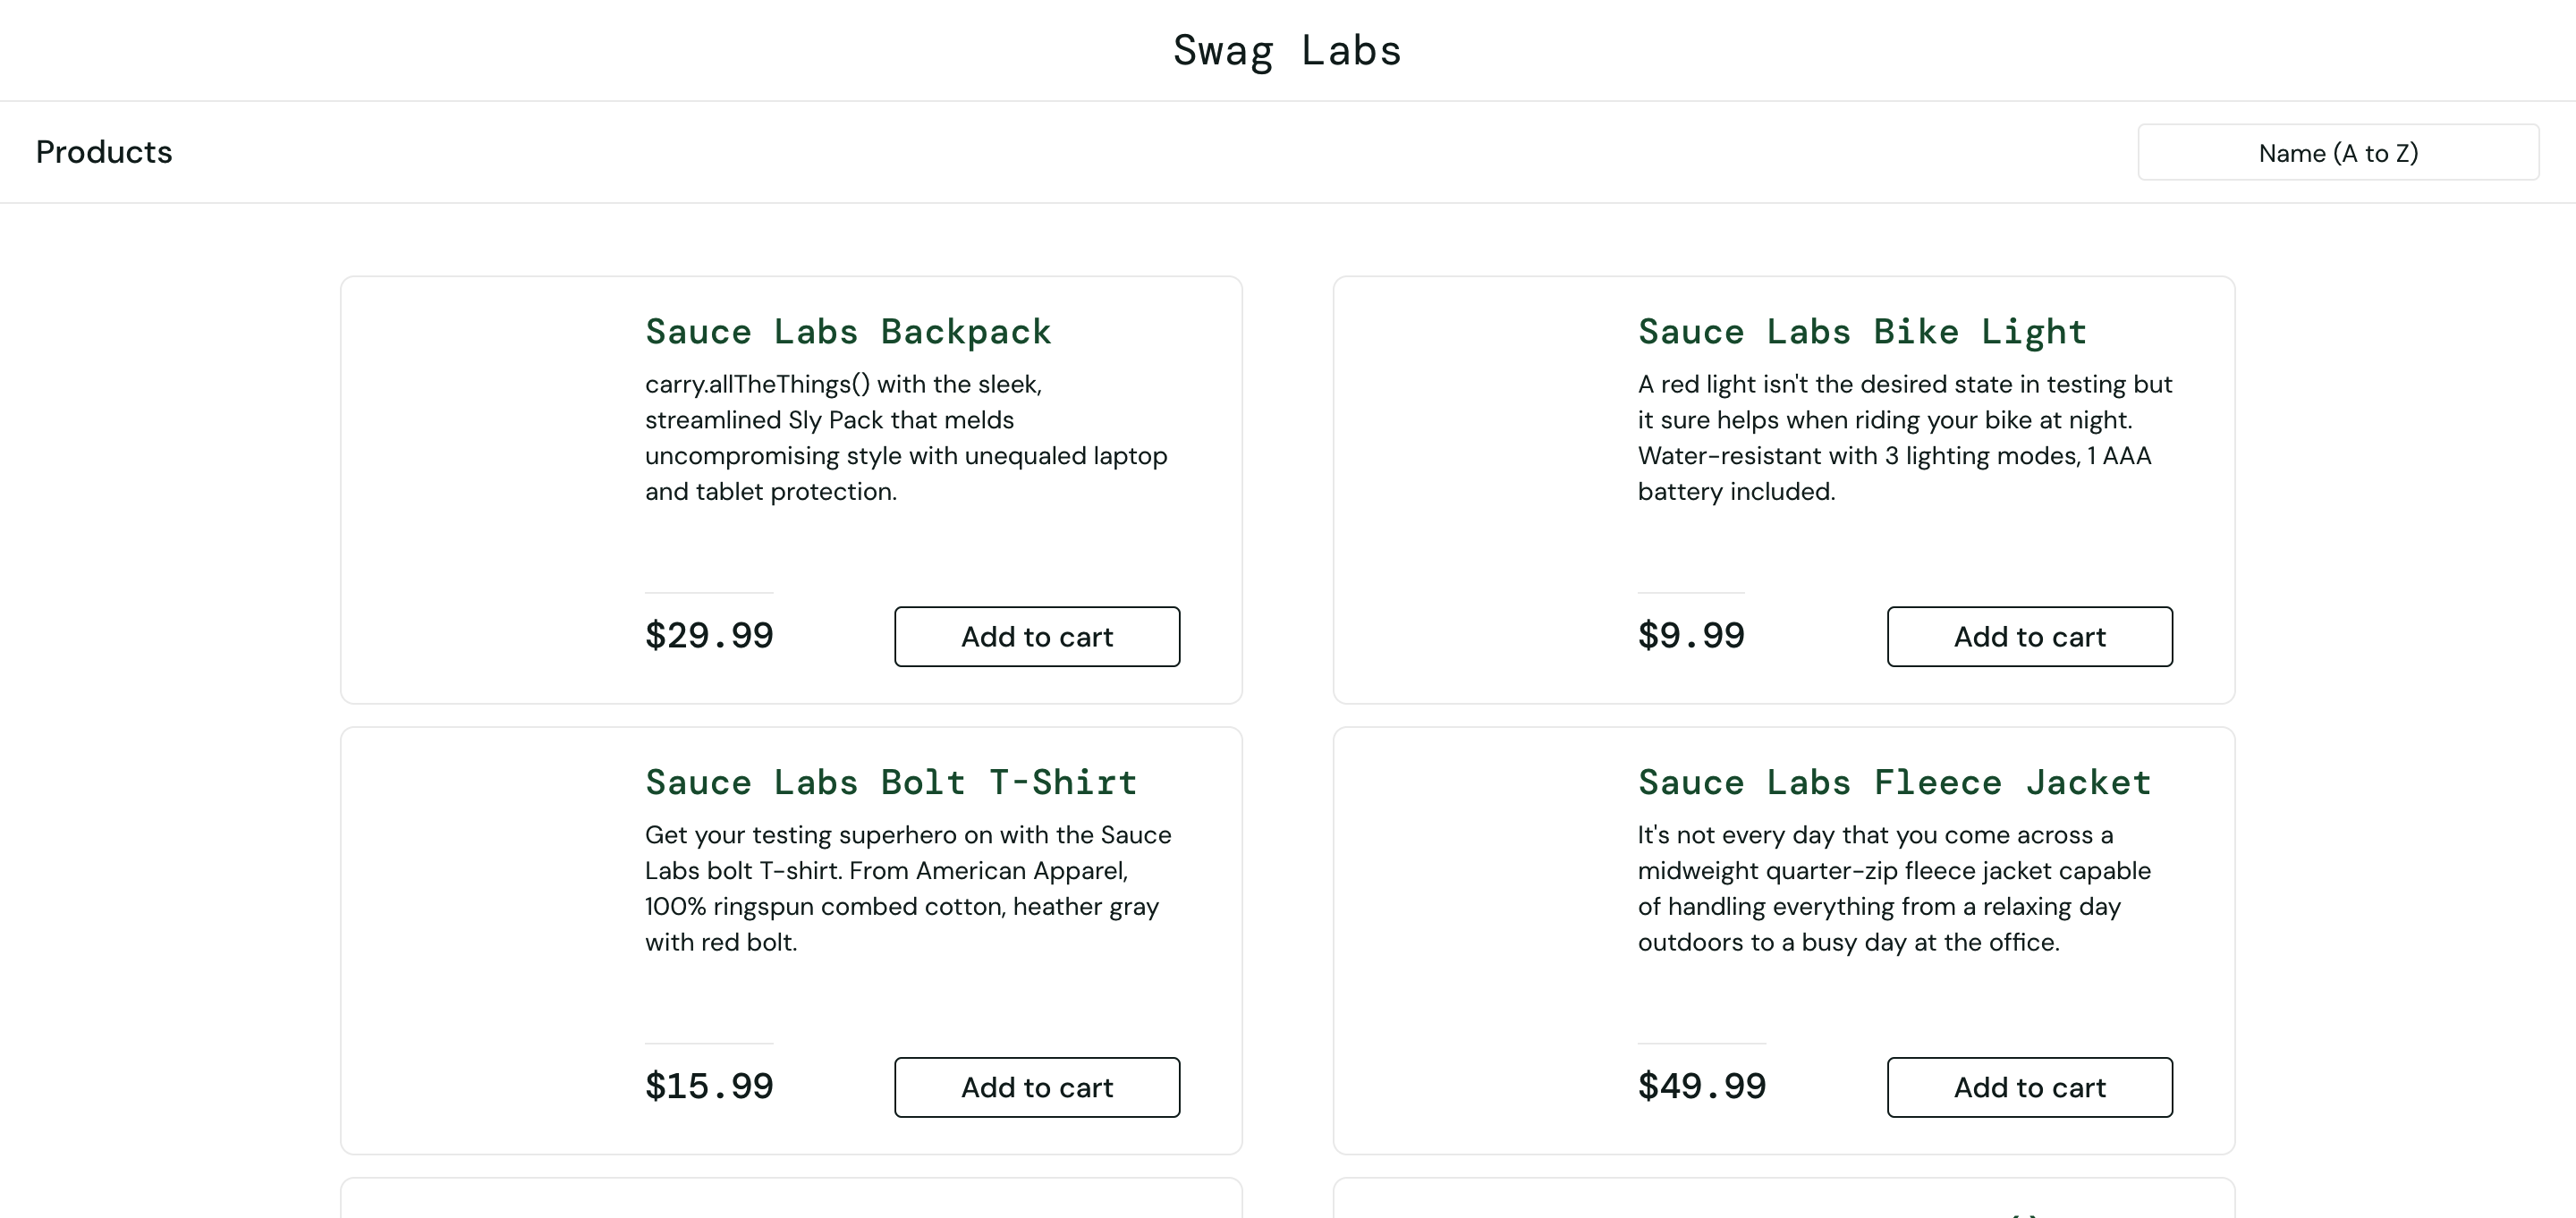 Swag Labs
Products
Name (A to Z)
Sauce Labs Backpack
carry.allTheThings() with the sleek,
streamlined Sly Pack that melds
uncompromising style with unequaled laptop
and tablet protection.
$29.99
Add to cart
Sauce Labs Bike Light
A red light isn't the desired state in testing but
it sure helps when riding your bike at night.
Water-resistant with 3 lighting modes, 1 AAA
battery included.
$9.99
Add to cart
Sauce Labs Bolt T-Shirt
Get your testing superhero on with the Sauce
Labs bolt T-shirt. From American Apparel,
100% ringspun combed cotton, heather gray
with red bolt.
$15.99
Add to cart
Sauce Labs Fleece Jacket
It's not every day that you come across a
midweight quarter-zip fleece jacket capable
of handling everything from a relaxing day
outdoors to a busy day at the office.
$49.99
Add to cart